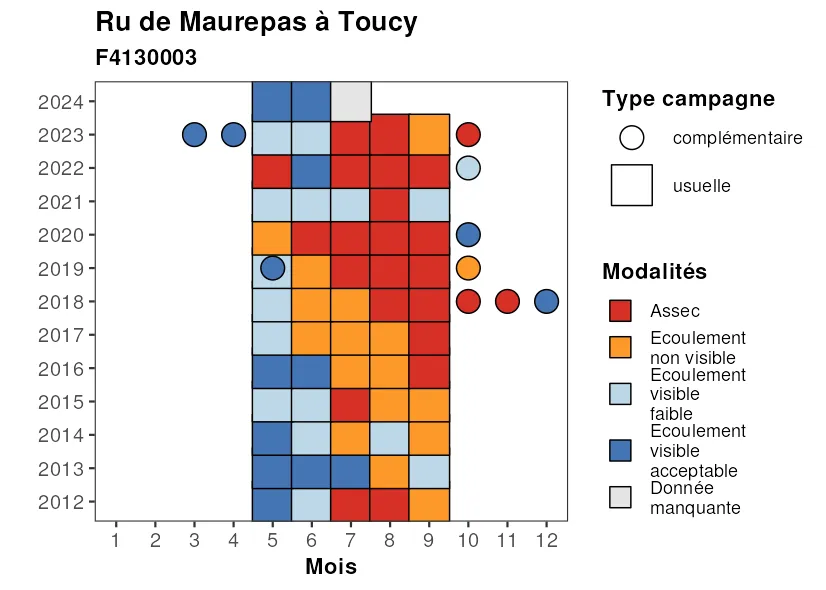 Ru de Maurepas à Toucy
F4130003
2024
2023
2022
2021
2020
2019
2018
2017
2016
2015
2014
2013
2012
1 2 3 4 5 6 7 8 9 10 11 12
Mois
Type campagne
complémentaire
usuelle
Modalités
Assec
Ecoulement
non visible
Ecoulement
visible
faible
Ecoulement
visible
acceptable
Donnée
manquante